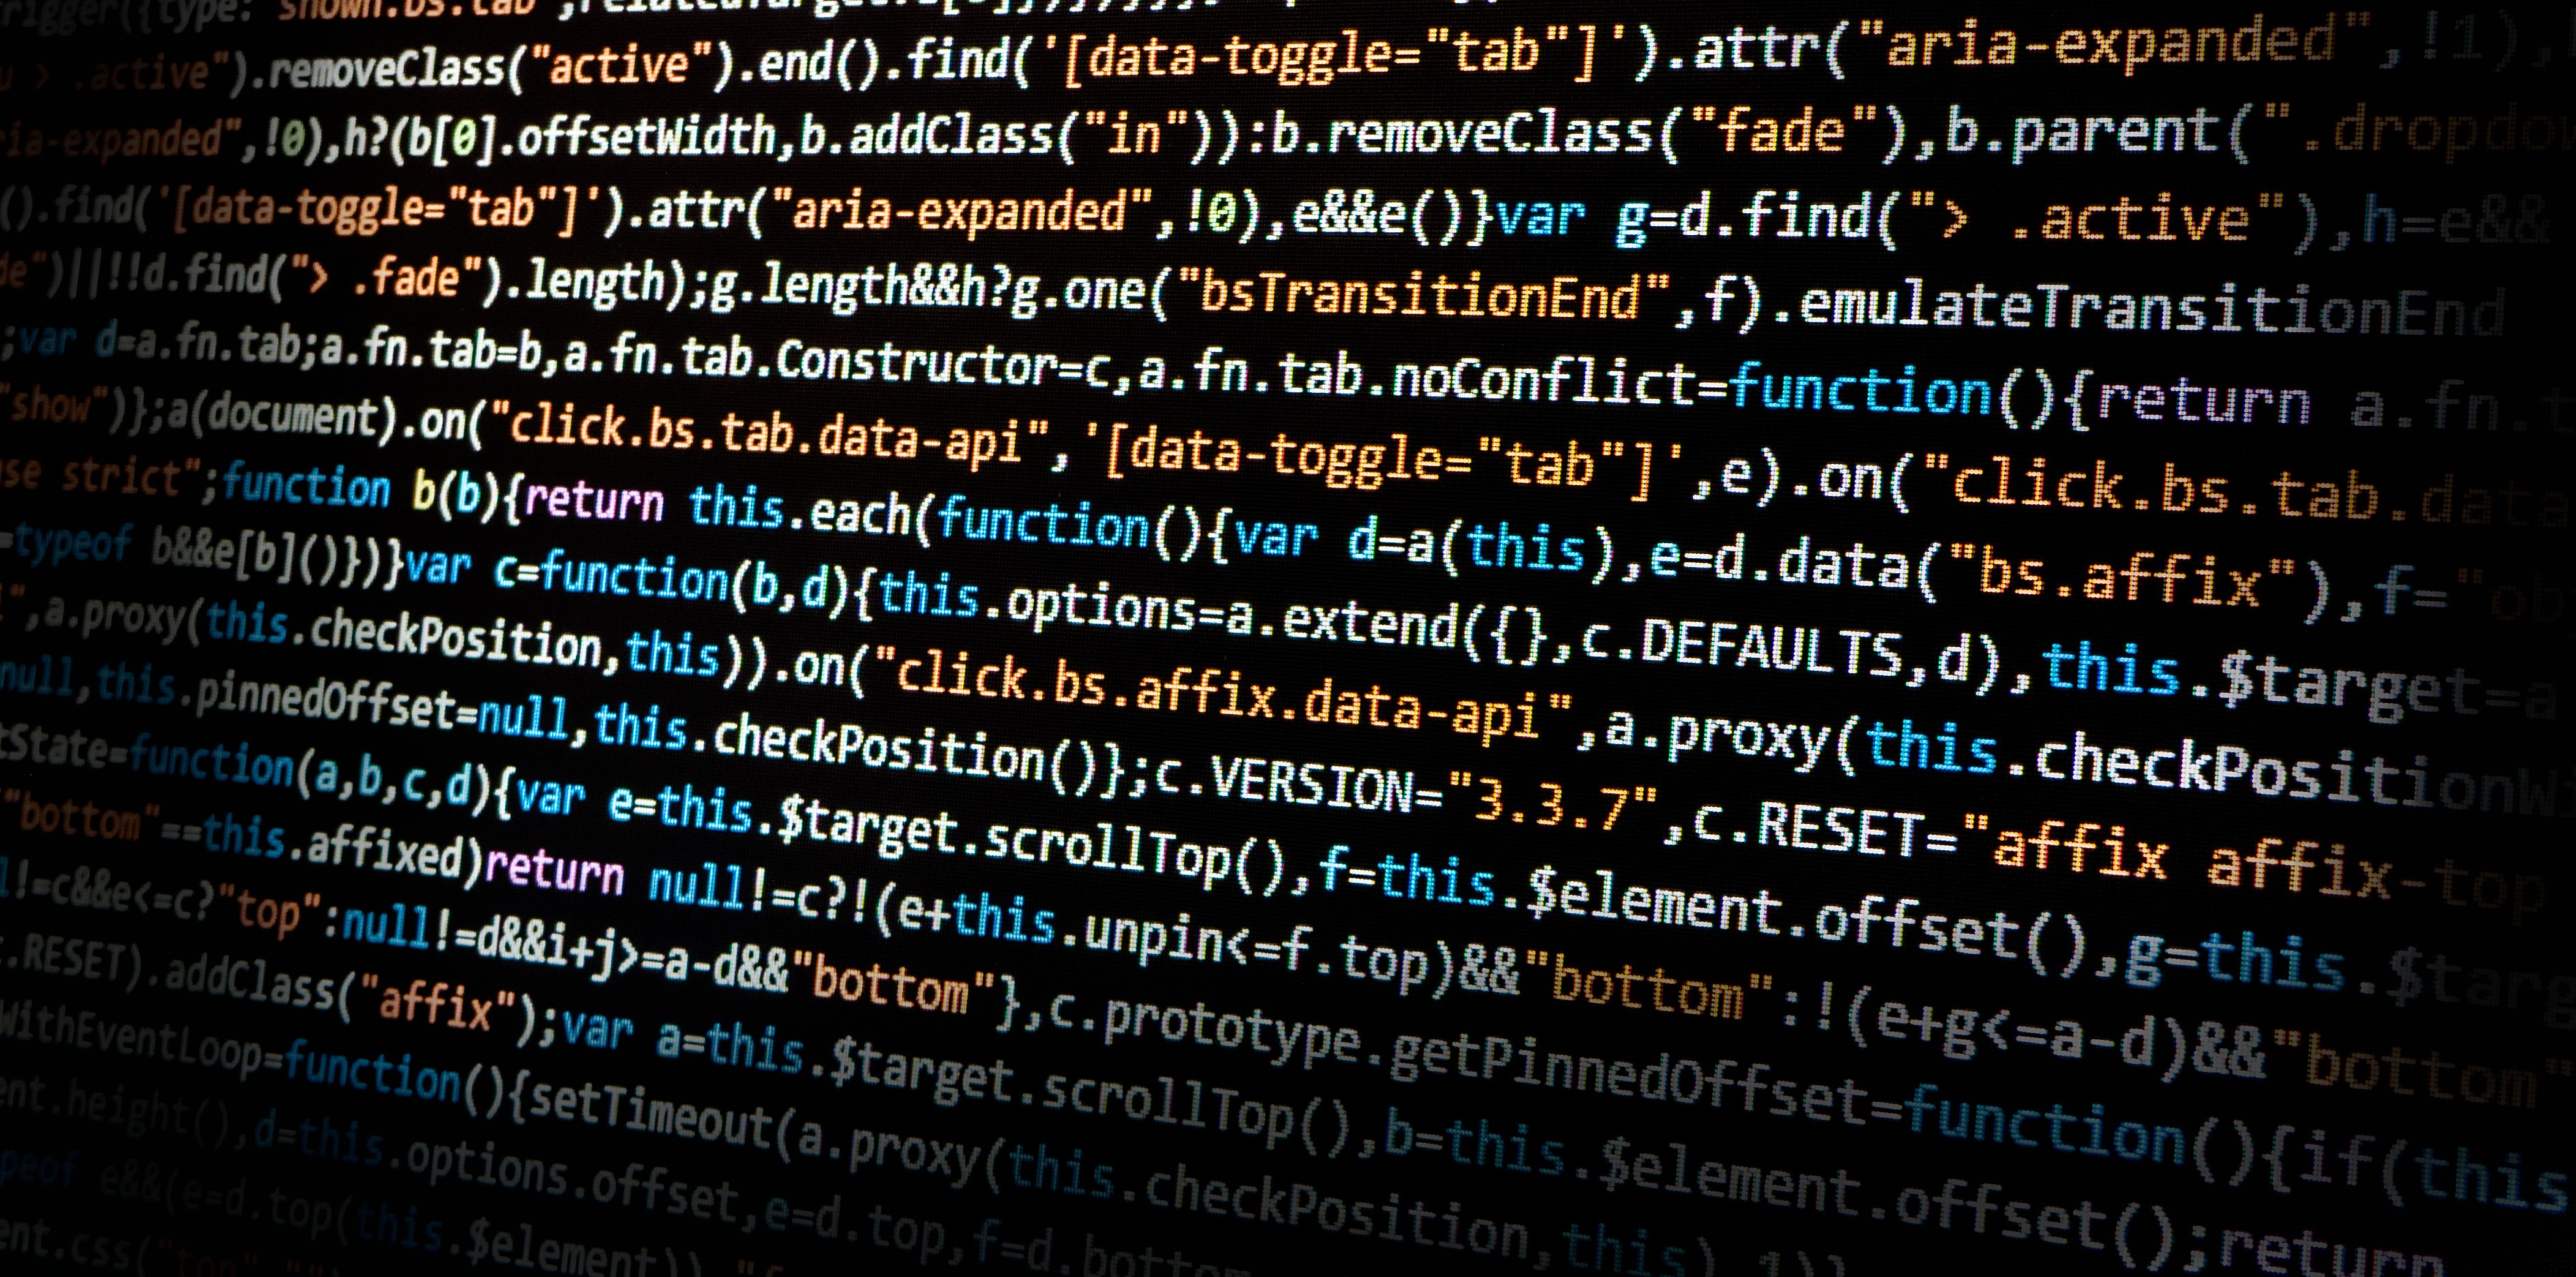 trigger({type:"shown.bs.tab",relatedTarget:
u > .active").removeClass("active").end().find('[data-toggle="tab"]').attr("aria-expanded",!1),
ria-expanded",!0),h?(b[0].offsetWidth,b.addClass("in")):b.removeClass("fade"),b.parent(".dropdo
().find('[data-toggle="tab"]').attr("aria-expanded",!0),e&&e()}var g=d.find("> .active"),h=e&&
de")||!!d.find("> .fade").length);g.length&&h?g.one("bsTransitionEnd",f).emulateTransitionEnd
;var d=a.fn.tab;a.fn.tab=b,a.fn.tab.Constructor=c,a.fn.tab.noConflict=function(){return a.fn.t
"show")};a(document).on("click.bs.tab.data-api",'[data-toggle="tab"]',e).on("click.bs.tab.data
use strict";function b(b){return this.each(function(){var d=a(this),e=d.data("bs.affix"),f="ob
=typeof b&&e[b]()})}var c=function(b,d){this.options=a.extend({},c.DEFAULTS,d),this.$target=a
",a.proxy(this.checkPosition,this)).on("click.bs.affix.data-api",a.proxy(this.checkPositionW
null,this.pinnedOffset=null,this.checkPosition()};c.VERSION="3.3.7",c.RESET="affix affix-top
tState=function(a,b,c,d){var e=this.$target.scrollTop(),f=this.$element.offset(),g=this.$targ
"bottom"==this.affixed)return null!=c?!(e+this.unpin<=f.top)&&"bottom":!(e+g<=a-d)&&"bottom"
l!=c&&e<=c?"top":null!=d&&i+j>=a-d&&"bottom"},c.prototype.getPinnedOffset=function(){if(this
.RESET).addClass("affix");var a=this.$target.scrollTop(),b=this.$element.offset();return
WithEventLoop=function(){setTimeout(a.proxy(this.checkPosition,this),1)}
ent.height(),d=this.options.offset,e=d.top,f=d.bottom
peof e&&(e=d.top(this.$element)),"f
ent.css("top","")